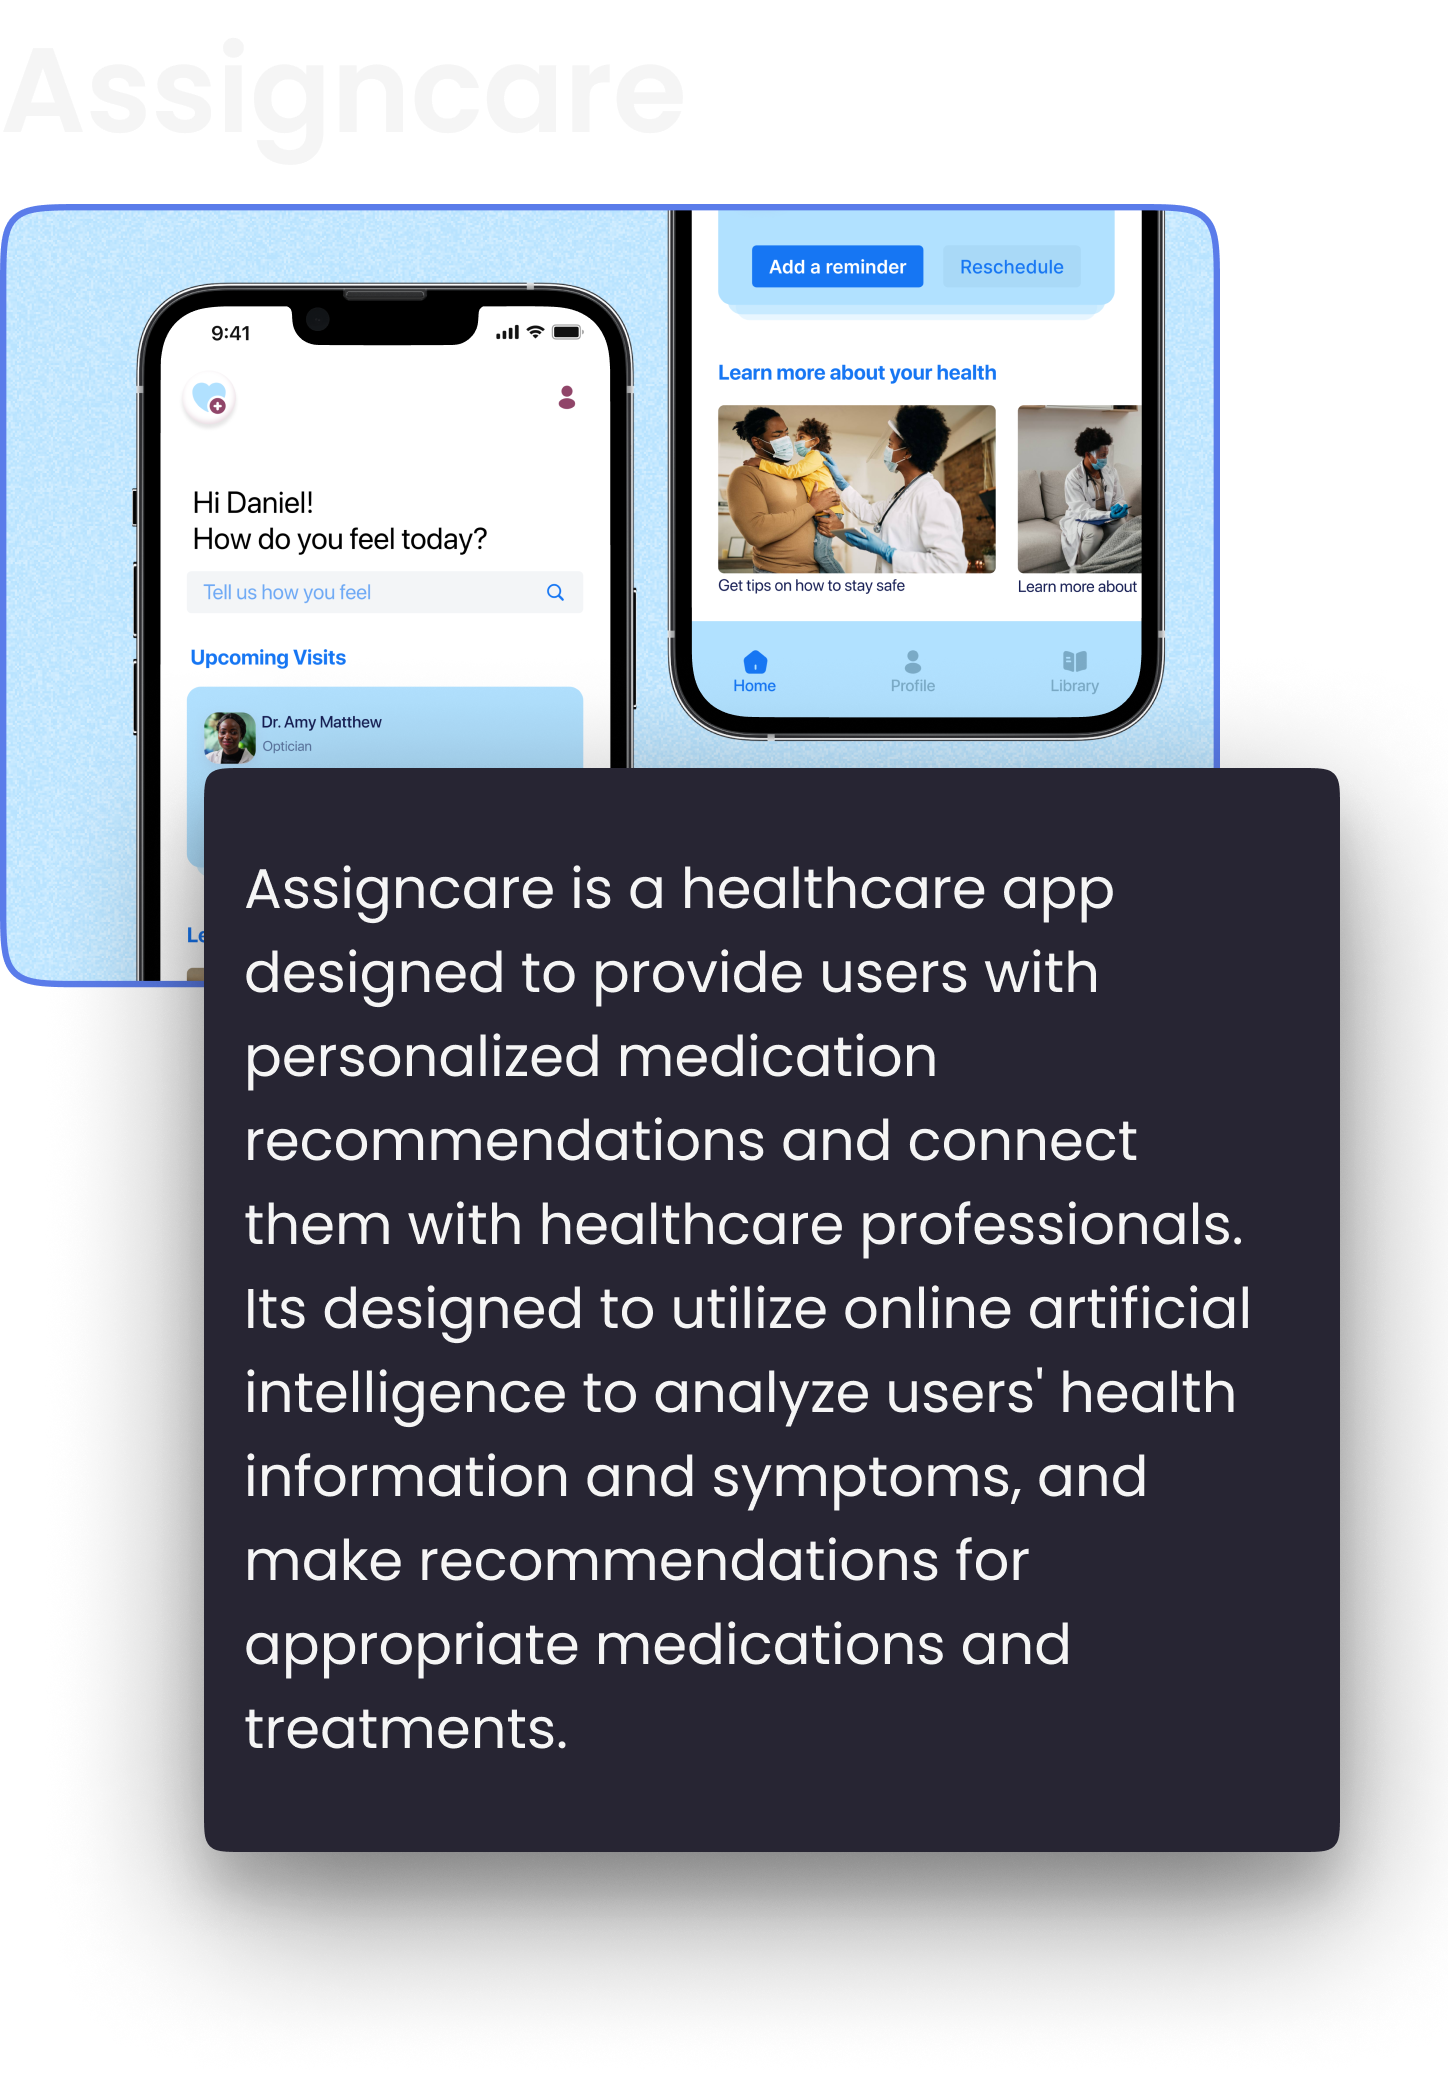 Assigncare
9:41
Hi Daniel!
How do you feel today?
Tell us how you feel
Upcoming Visits
Dr. Amy Matthew
Optician
Le
Add a reminder
Reschedule
Learn more about your health
Get tips on how to stay safe
Learn more about
Home
Profile
Library
Assigncare is a healthcare app
designed to provide users with
personalized medication
recommendations and connect
them with healthcare professionals.
Its designed to utilize online artificial
intelligence to analyze users' health
information and symptoms, and
make recommendations for
appropriate medications and
treatments.